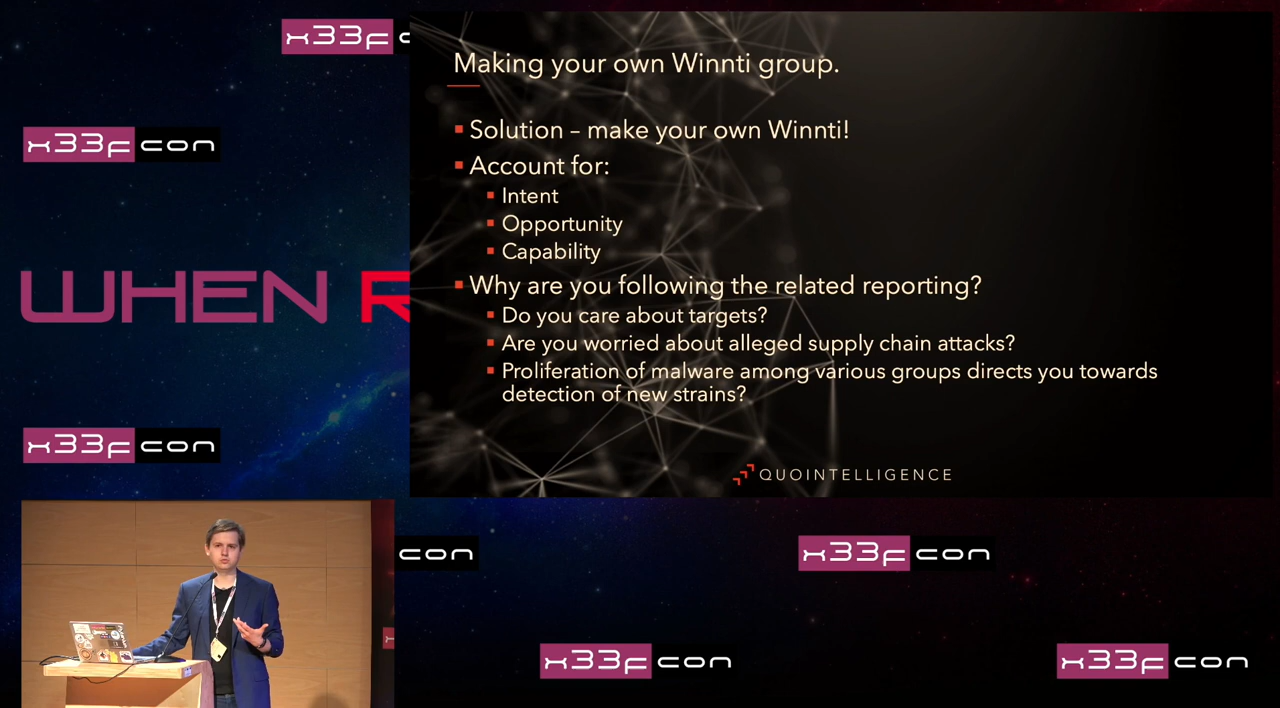 x33f c
x33fcon
WHEN R
x33fcon
con
x33fcon
x33fcon
x33fcon
Making your own Winnti group.
▪ Solution – make your own Winnti!
▪ Account for:
▪ Intent
▪ Opportunity
▪ Capability
▪ Why are you following the related reporting?
▪ Do you care about targets?
▪ Are you worried about alleged supply chain attacks?
▪ Proliferation of malware among various groups directs you towards
detection of new strains?
QUOINTELLIGENCE